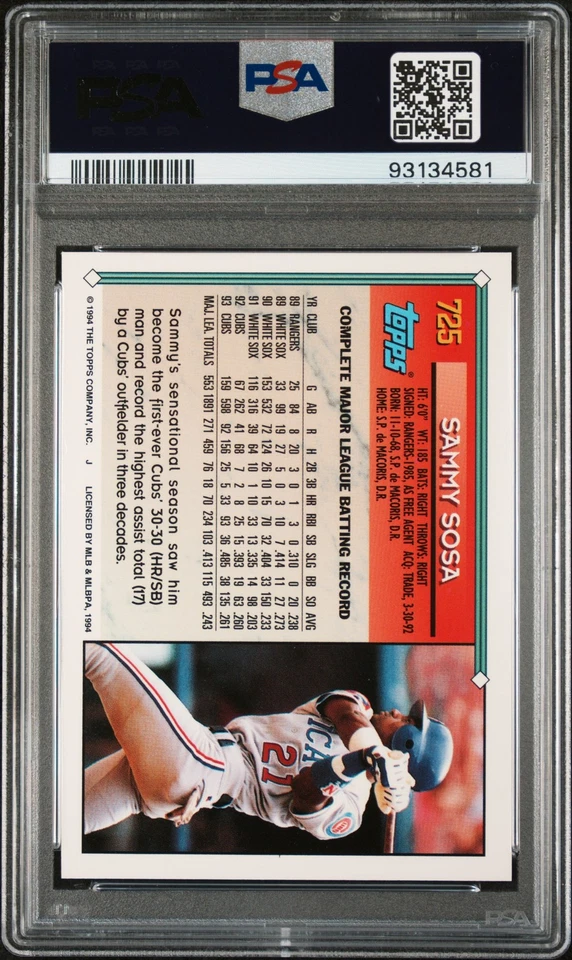 PSA
PSA
93134581
725
SAMMY SOSA
topps®
HT: 6'0" WT: 185 BATS: RIGHT THROWS: RIGHT
SIGNED: RANGERS-1985, AS FREE AGENT ACQ: TRADE, 3-30-92
BORN: 11-10-68, S.P. de MACORIS, D.R.
HOME: S.P. de MACORIS, D.R.
COMPLETE MAJOR LEAGUE BATTING RECORD
YR CLUB G AB R H 2B 3B HR RBI SB SLG BB SO AVG
89 RANGERS 25 84 8 20 3 0 1 3 0 .310 0 20 .238
89 WHITE SOX 33 99 19 27 5 0 3 10 7 .414 11 27 .273
90 WHITE SOX 153 532 72 124 26 10 15 70 32 .404 33 150 .233
91 WHITE SOX 116 316 39 64 10 1 10 33 13 .335 14 98 .203
92 CUBS 67 262 41 68 7 2 8 25 15 .393 19 63 .260
93 CUBS 159 598 92 156 25 5 33 93 36 .485 38 135 .261
MAJ. LEA. TOTALS 553 1891 271 459 76 18 70 234 103 .413 115 493 .243
Sammy's sensational season saw him
become the first-ever Cubs' 30-30 (HR/SB)
man and record the highest assist total (17)
by a Cubs' outfielder in three decades.
© 1994 THE TOPPS COMPANY, INC. J LICENSED BY MLB & MLBPA, 1994
21
PSA